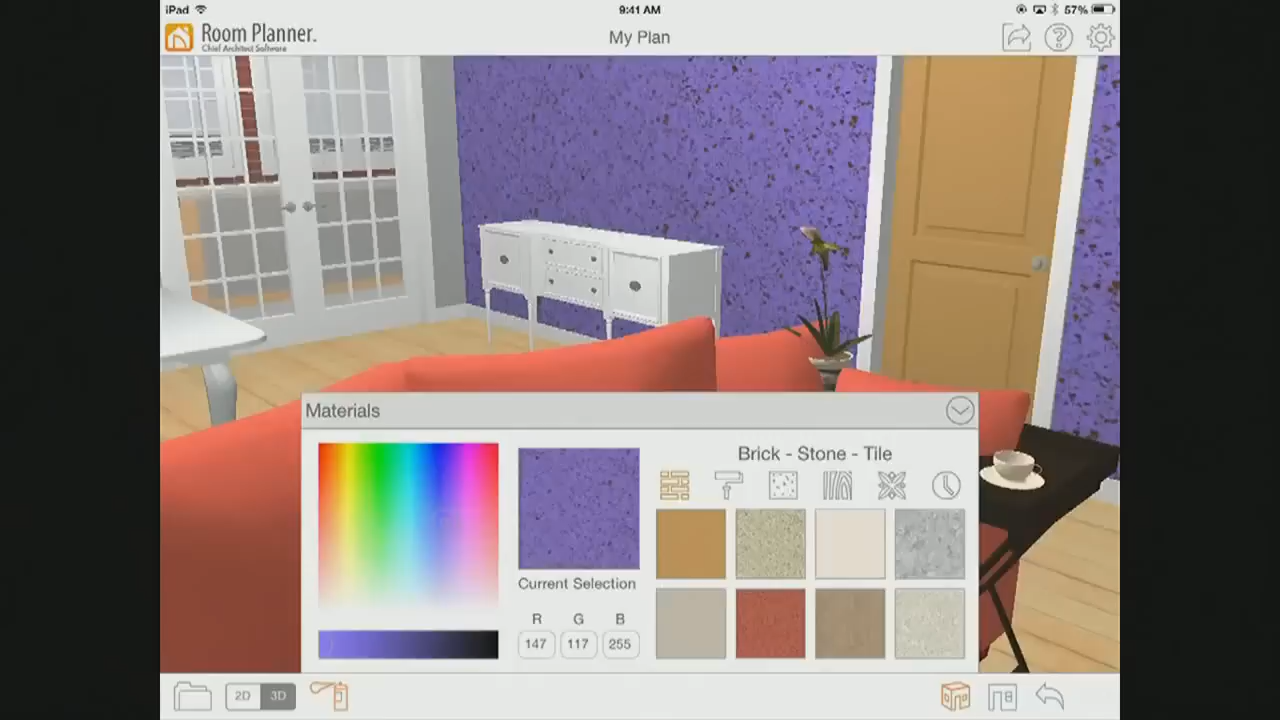 iPad
9:41 AM
57%
Room Planner.
Chief Architect Software
My Plan
Materials
Brick - Stone - Tile
Current Selection
R G B
147 117 255
2D 3D